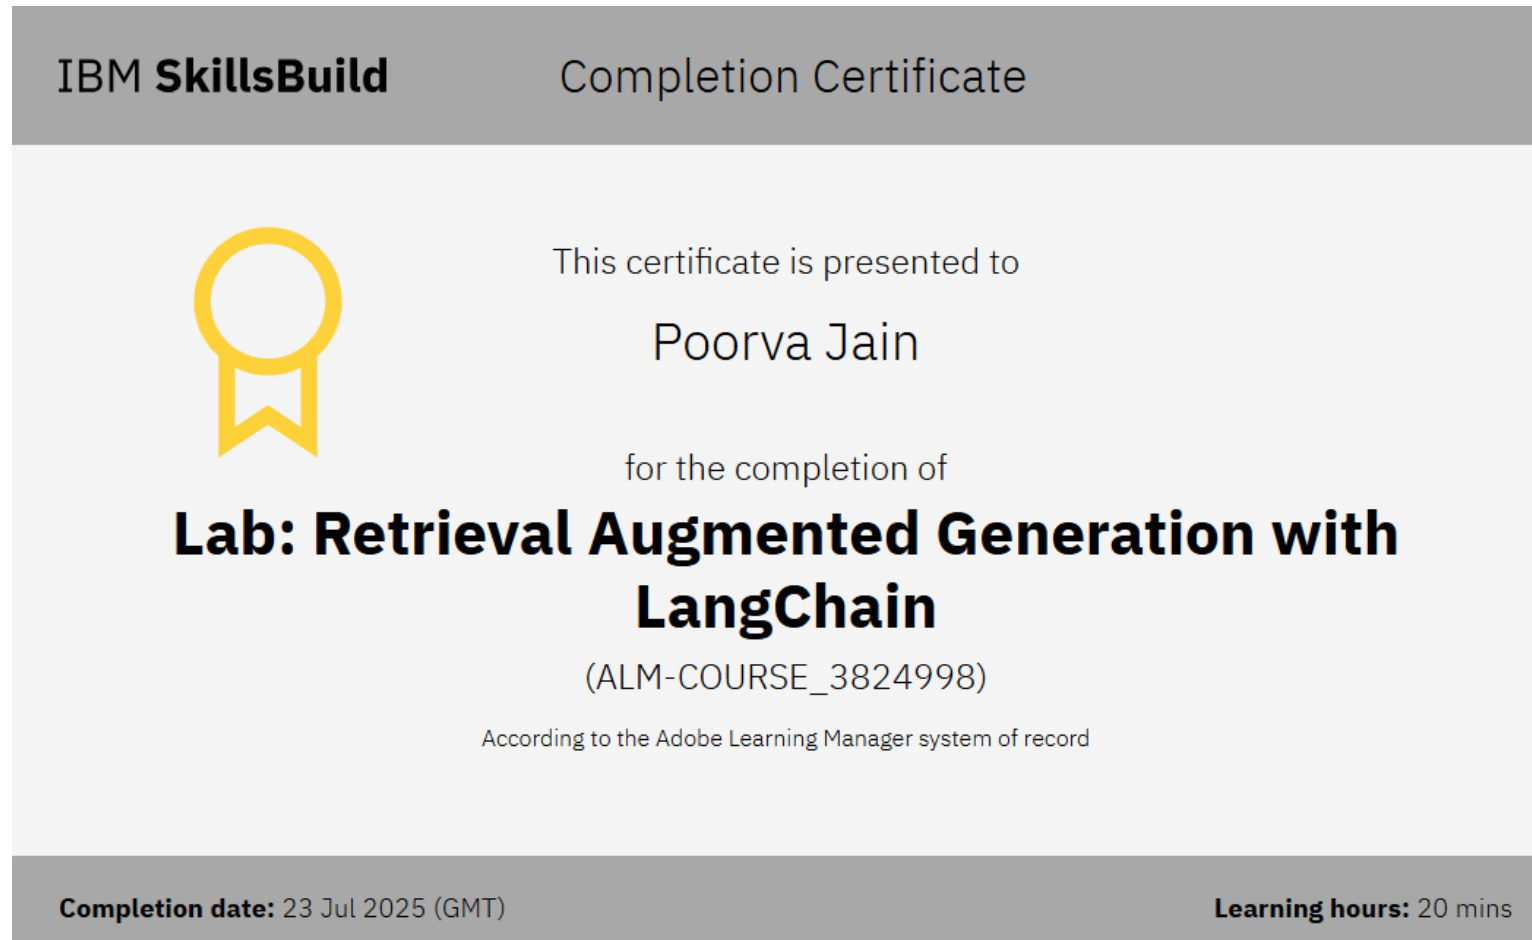 IBM SkillsBuild
Completion Certificate
This certificate is presented to
Poorva Jain
for the completion of
Lab: Retrieval Augmented Generation with
LangChain
(ALM-COURSE_3824998)
According to the Adobe Learning Manager system of record
Completion date: 23 Jul 2025 (GMT)
Learning hours: 20 mins